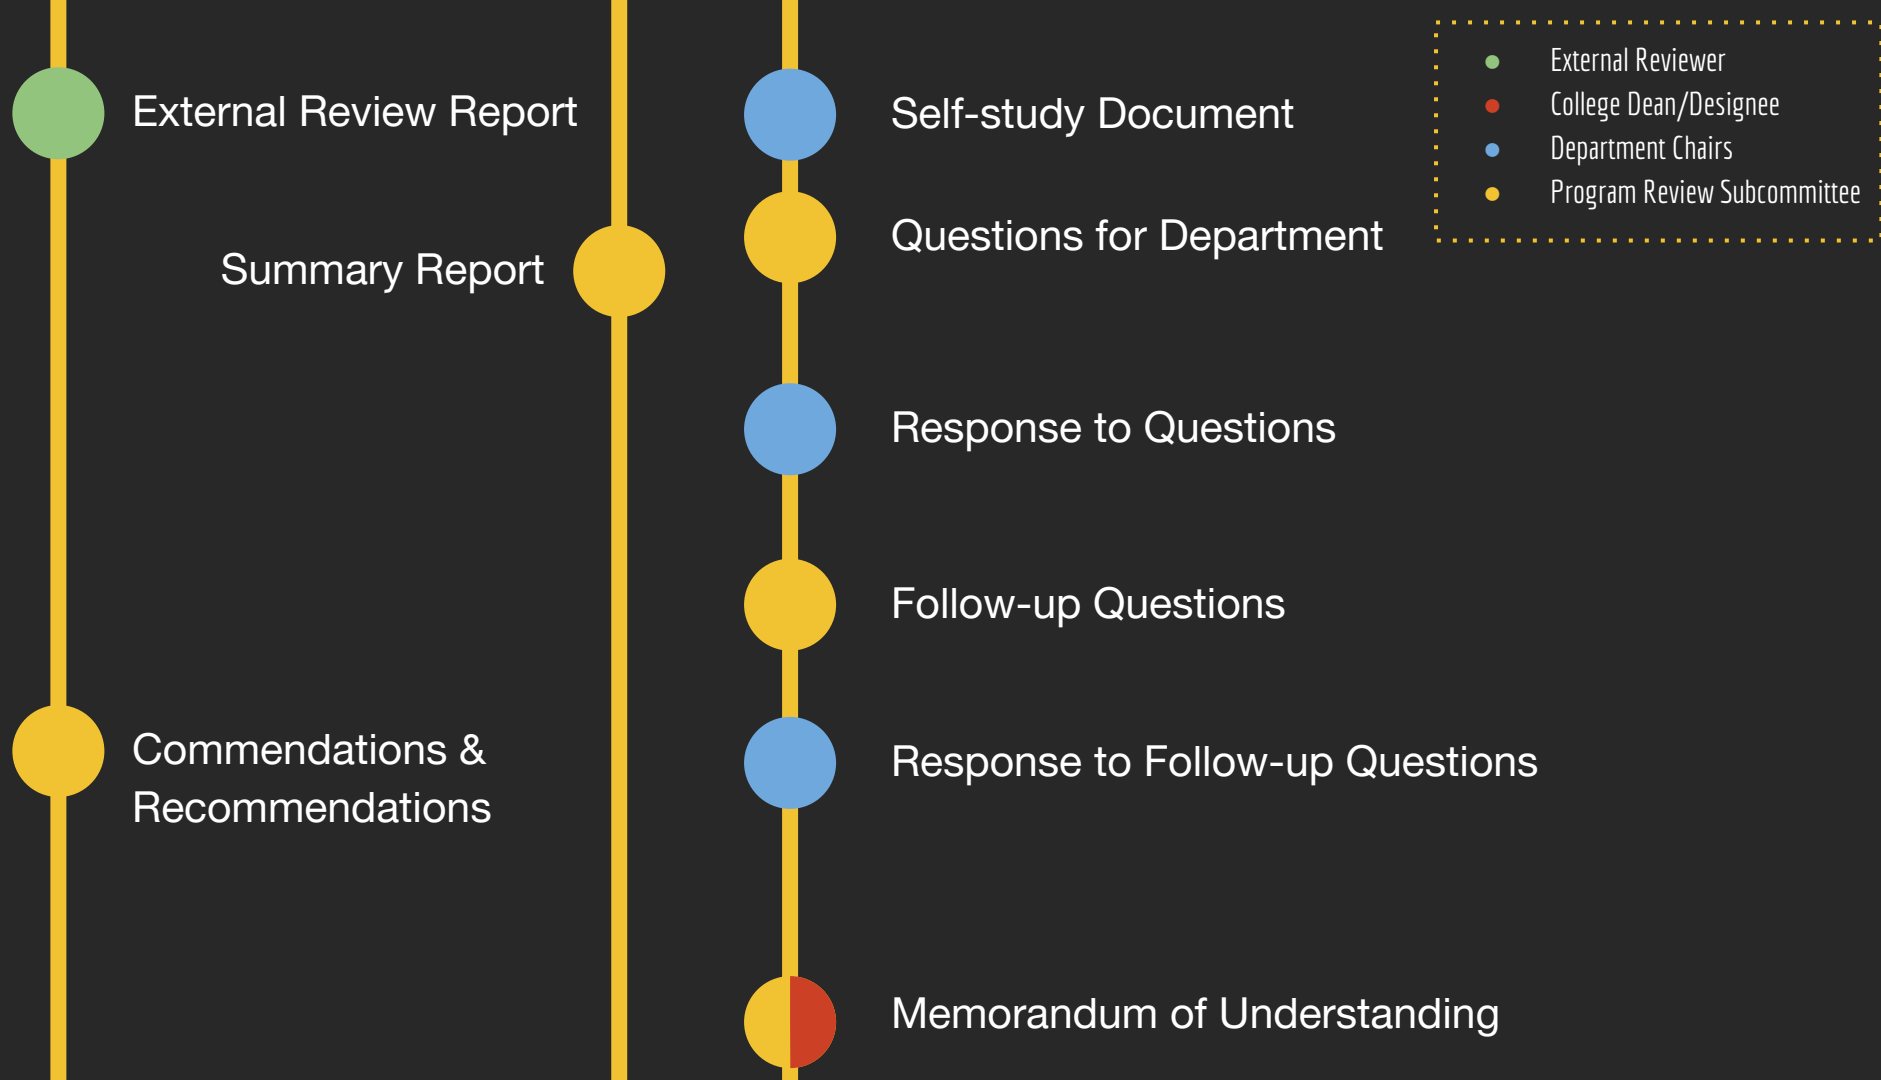 External Review Report
Summary Report
Commendations &
Recommendations
Self-study Document
Questions for Department
Response to Questions
Follow-up Questions
Response to Follow-up Questions
Memorandum of Understanding
External Reviewer
College Dean/Designee
Department Chairs
Program Review Subcommittee